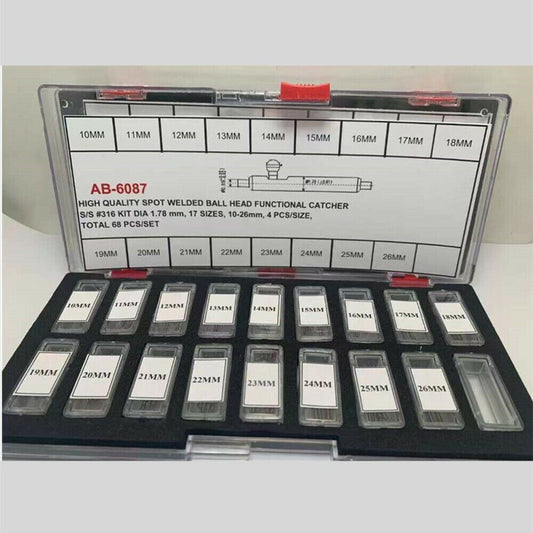 10MM 11MM 12MM 13MM 14MM 15MM 16MM 17MM 18MM
AB-6087
HIGH QUALITY SPOT WELDED BALL HEAD FUNCTIONAL CATCHER
S/S #316 KIT DIA 1.78 mm, 17 SIZES, 10-26mm, 4 PCS/SIZE,
TOTAL 68 PCS/SET
19MM 20MM 21MM 22MM 23MM 24MM 25MM 26MM
10MM 11MM 12MM 13MM 14MM 15MM 16MM 17MM 18MM
19MM 20MM 21MM 22MM 23MM 24MM 25MM 26MM